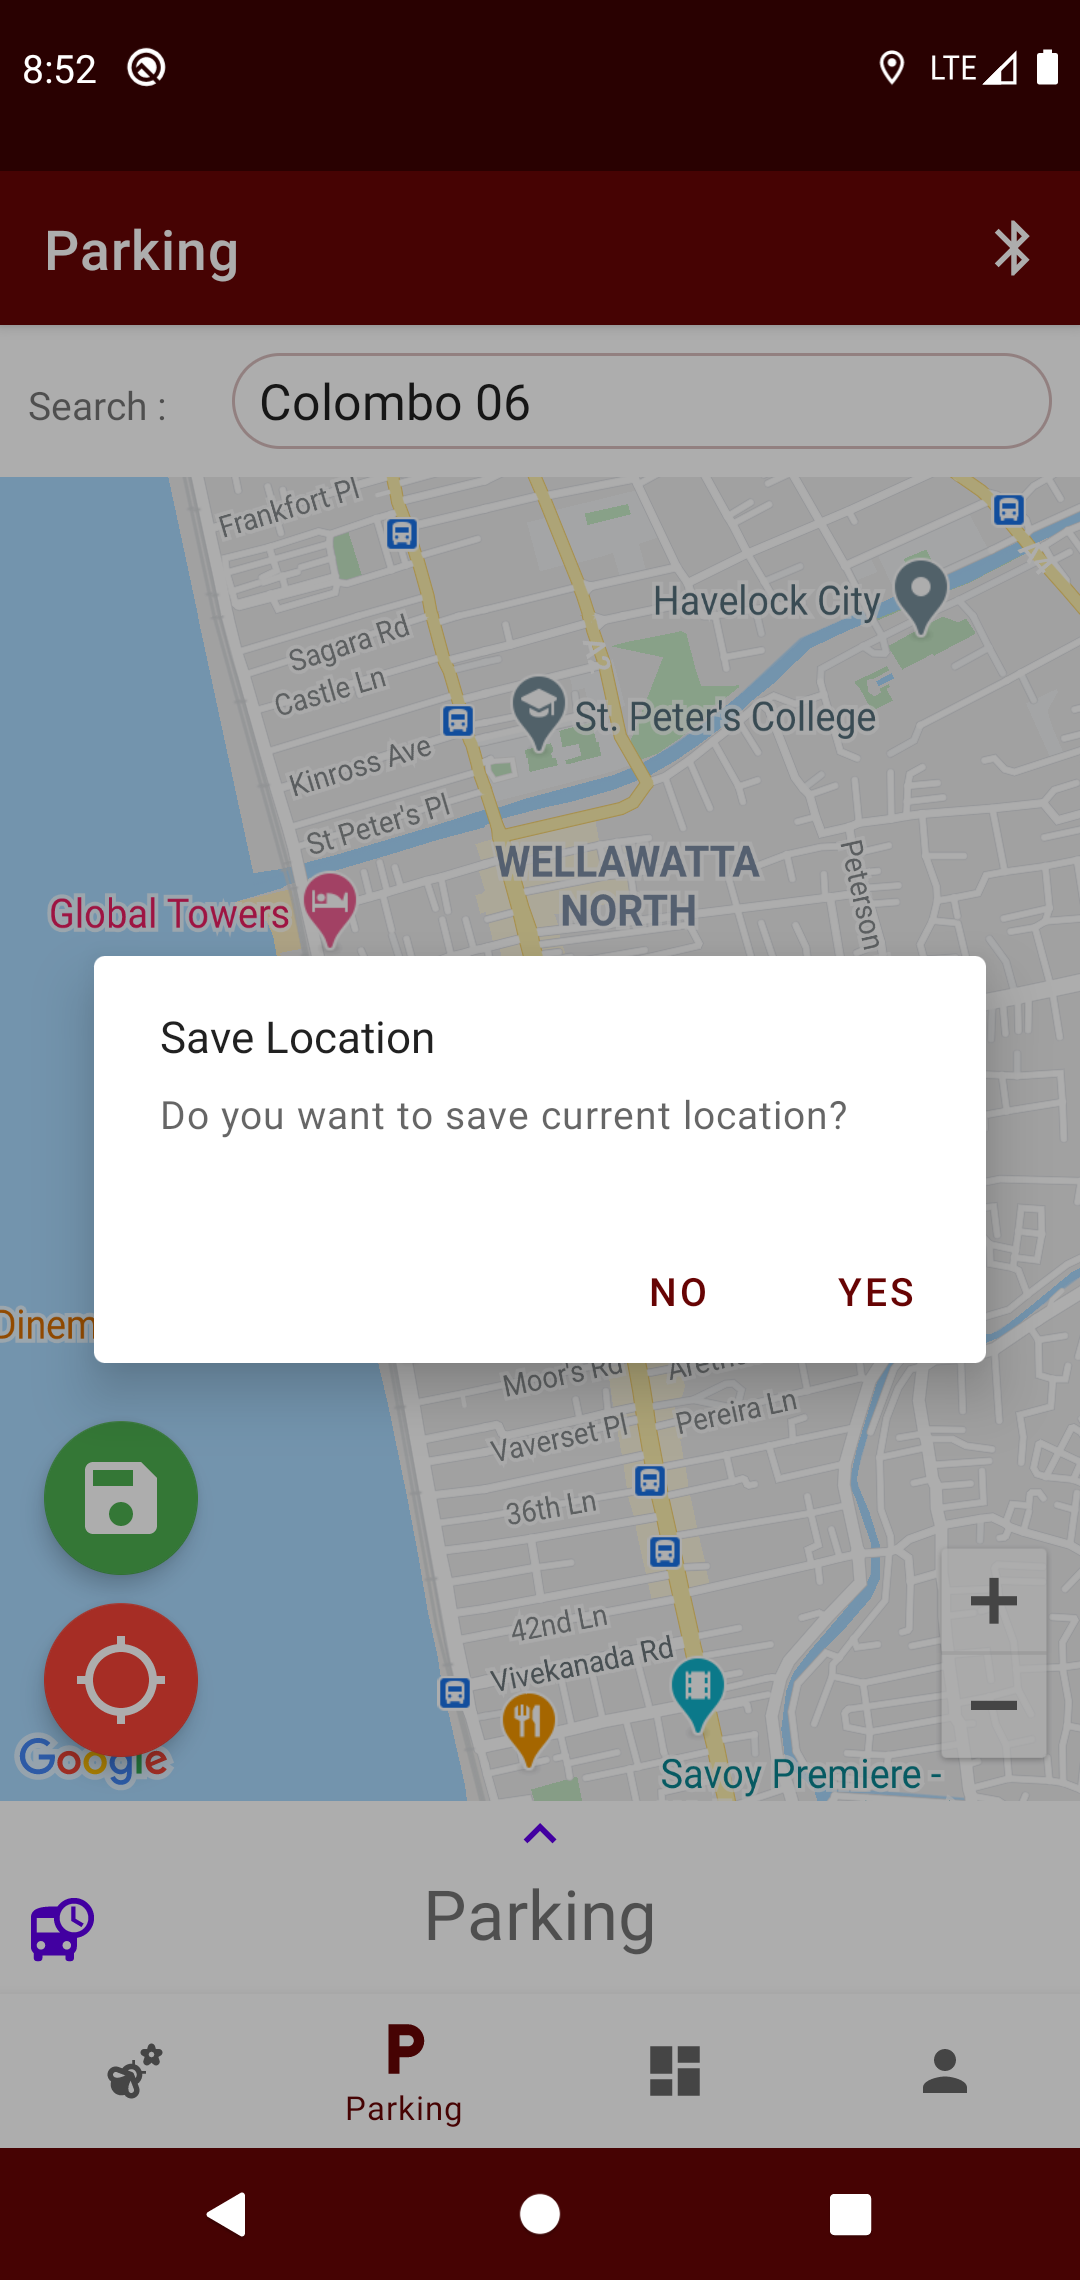 8:52
LTE
Parking
Search :
Colombo 06
Frankfort Pl
Havelock City
Sagara Rd
A2
Castle Ln
St. Peter's College
Kinross Ave
St Peter's Pl
WELLAWATTA
NORTH
Peterson
Global Towers
Save Location
Do you want to save current location?
NO
YES
Dinem
Moor's Rd
Pereira Ln
Vaverset Pl
36th Ln
42nd Ln
Vivekanada Rd
Google
Savoy Premiere -
Parking
P
Parking